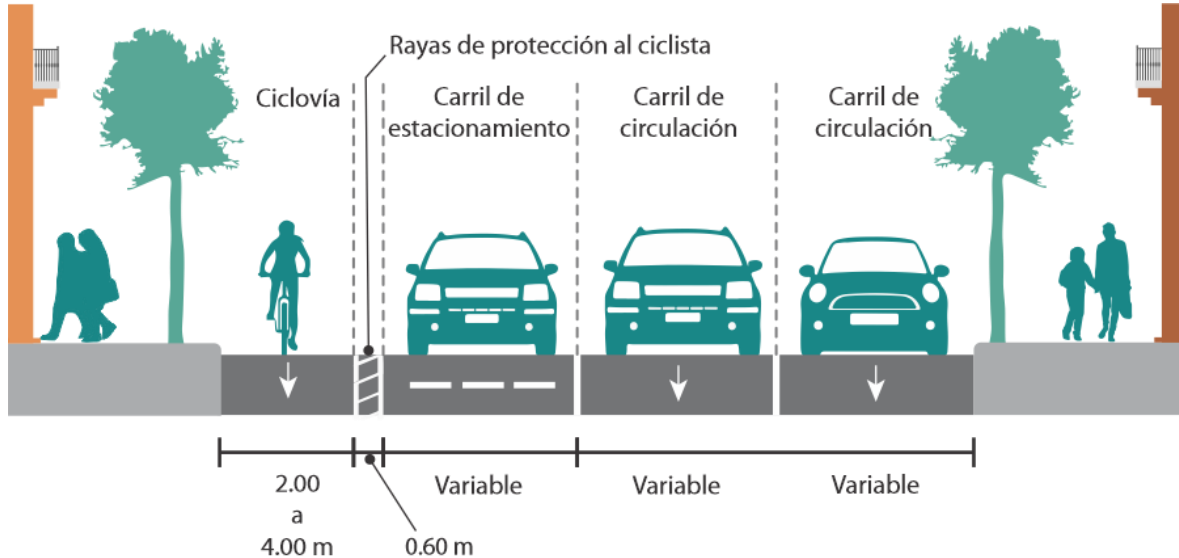 Rayas de protección al ciclista
Ciclovía
Carril de
estacionamiento
Carril de
circulación
Carril de
circulación
2.00
a
4.00 m
0.60 m
Variable
Variable
Variable